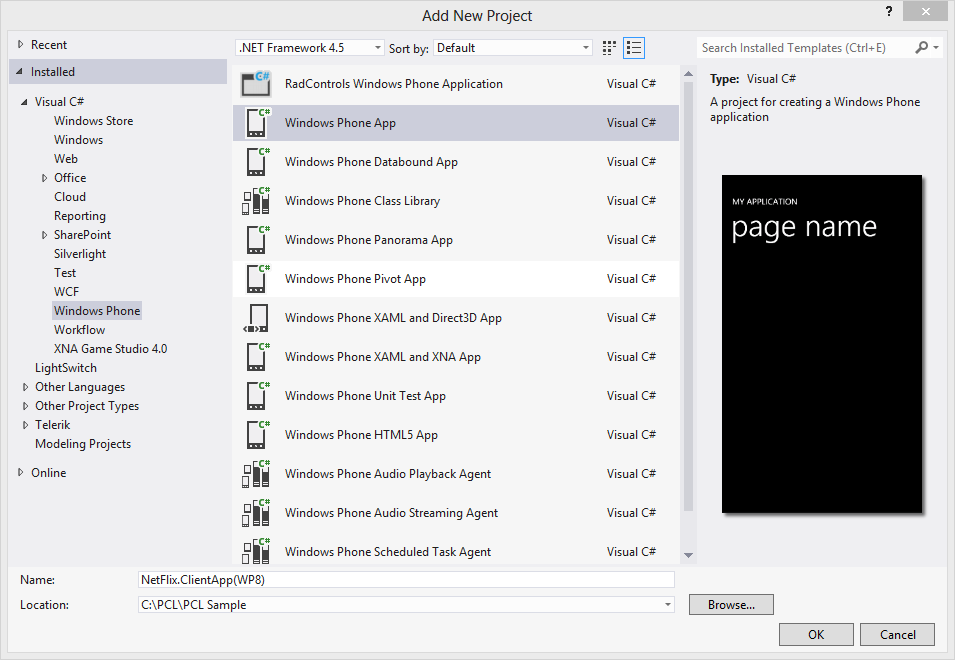 Add New Project
?
Recent
Installed
Visual C#
Windows Store
Windows
Web
Office
Cloud
Reporting
SharePoint
Silverlight
Test
WCF
Windows Phone
Workflow
XNA Game Studio 4.0
LightSwitch
Other Languages
Other Project Types
Telerik
Modeling Projects
Online
.NET Framework 4.5 Sort by: Default
RadControls Windows Phone Application Visual C#
Windows Phone App Visual C#
Windows Phone Databound App Visual C#
Windows Phone Class Library Visual C#
Windows Phone Panorama App Visual C#
Windows Phone Pivot App Visual C#
Windows Phone XAML and Direct3D App Visual C#
Windows Phone XAML and XNA App Visual C#
Windows Phone Unit Test App Visual C#
Windows Phone HTML5 App Visual C#
Windows Phone Audio Playback Agent Visual C#
Windows Phone Audio Streaming Agent Visual C#
Windows Phone Scheduled Task Agent Visual C#
Search Installed Templates (Ctrl+E)
Type: Visual C#
A project for creating a Windows Phone
application
MY APPLICATION
page name
Name: NetFlix.ClientApp(WP8)
Location: C:\PCL\PCL Sample Browse...
OK Cancel